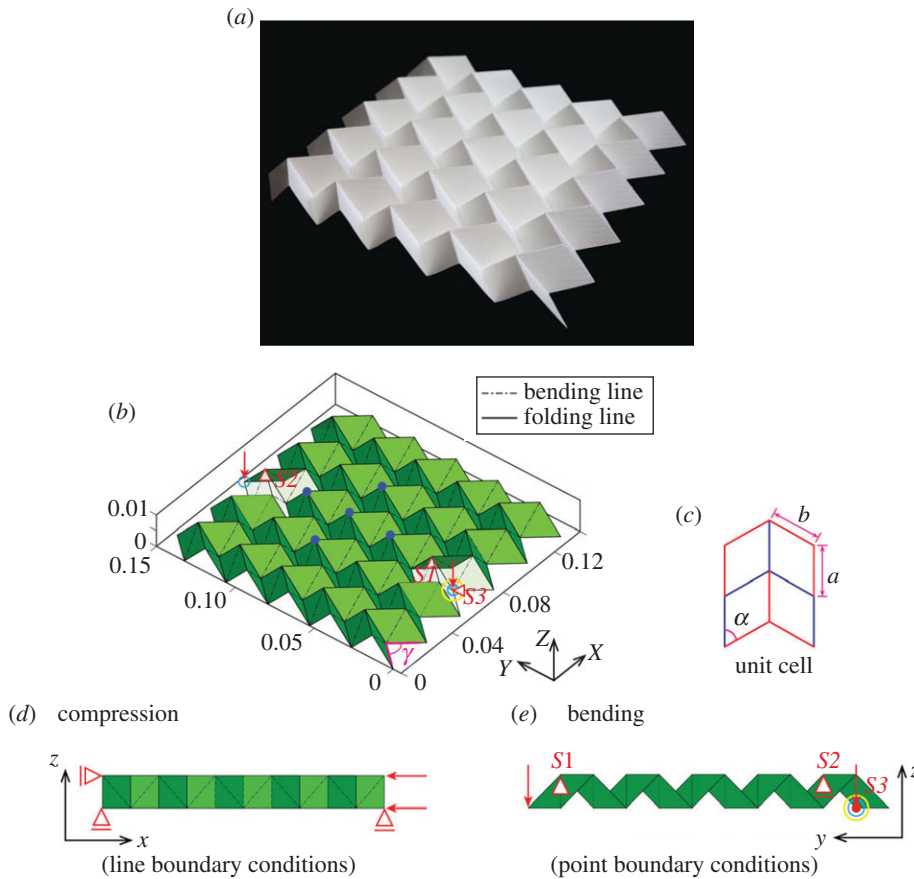 (a)
bending line
folding line
(b)
S2
0.01
0
0.15
0.10
0.05
0
0
0.04
0.08
0.12
S1
S3
γ
Z
Y
X
(c)
b
a
α
unit cell
(d) compression
z
x
(line boundary conditions)
(e) bending
S1
S2
S3
z
y
(point boundary conditions)